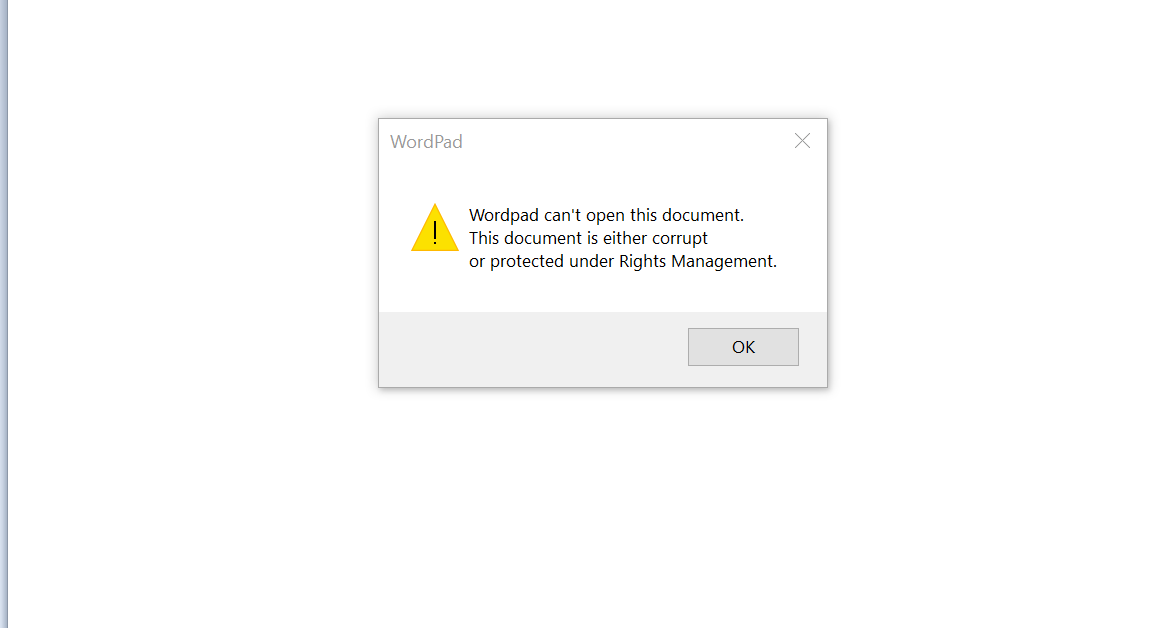 WordPad
Wordpad can't open this document.
This document is either corrupt
or protected under Rights Management.
OK